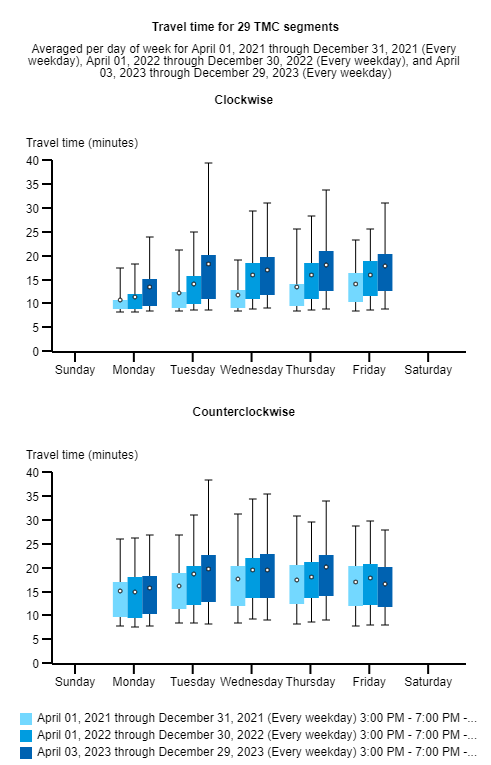 Travel time for 29 TMC segments
Averaged per day of week for April 01, 2021 through December 31, 2021 (Every
weekday), April 01, 2022 through December 30, 2022 (Every weekday), and April
03, 2023 through December 29, 2023 (Every weekday)
Clockwise
Travel time (minutes)
40
35
30
25
20
15
10
5
0
Sunday Monday Tuesday Wednesday Thursday Friday Saturday
Counterclockwise
Travel time (minutes)
40
35
30
25
20
15
10
5
0
Sunday Monday Tuesday Wednesday Thursday Friday Saturday
April 01, 2021 through December 31, 2021 (Every weekday) 3:00 PM - 7:00 PM -...
April 01, 2022 through December 30, 2022 (Every weekday) 3:00 PM - 7:00 PM -...
April 03, 2023 through December 29, 2023 (Every weekday) 3:00 PM - 7:00 PM -...